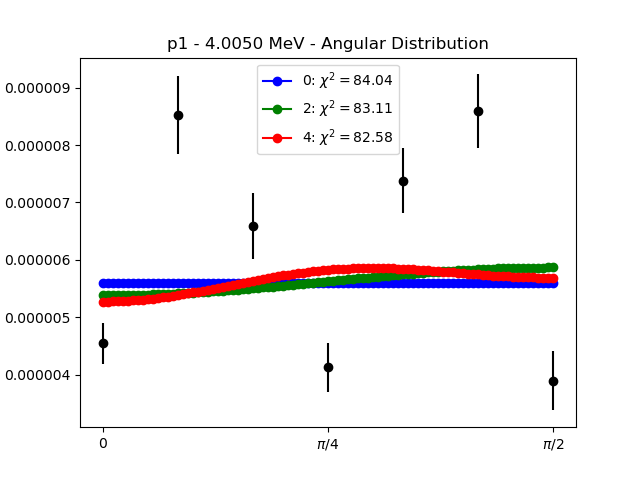 p1 - 4.0050 MeV - Angular Distribution
0.000009
0.000008
0.000007
0.000006
0.000005
0.000004
0: χ² = 84.04
2: χ² = 83.11
4: χ² = 82.58
0
π/4
π/2